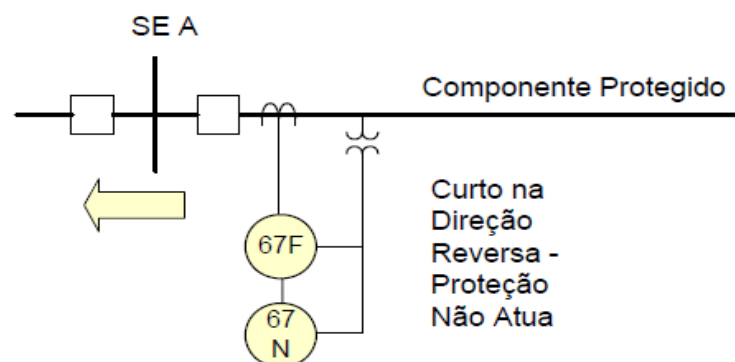 SE A
Componente Protegido
Curto na
Direção
Reversa -
Proteção
Não Atua
67F
67
N